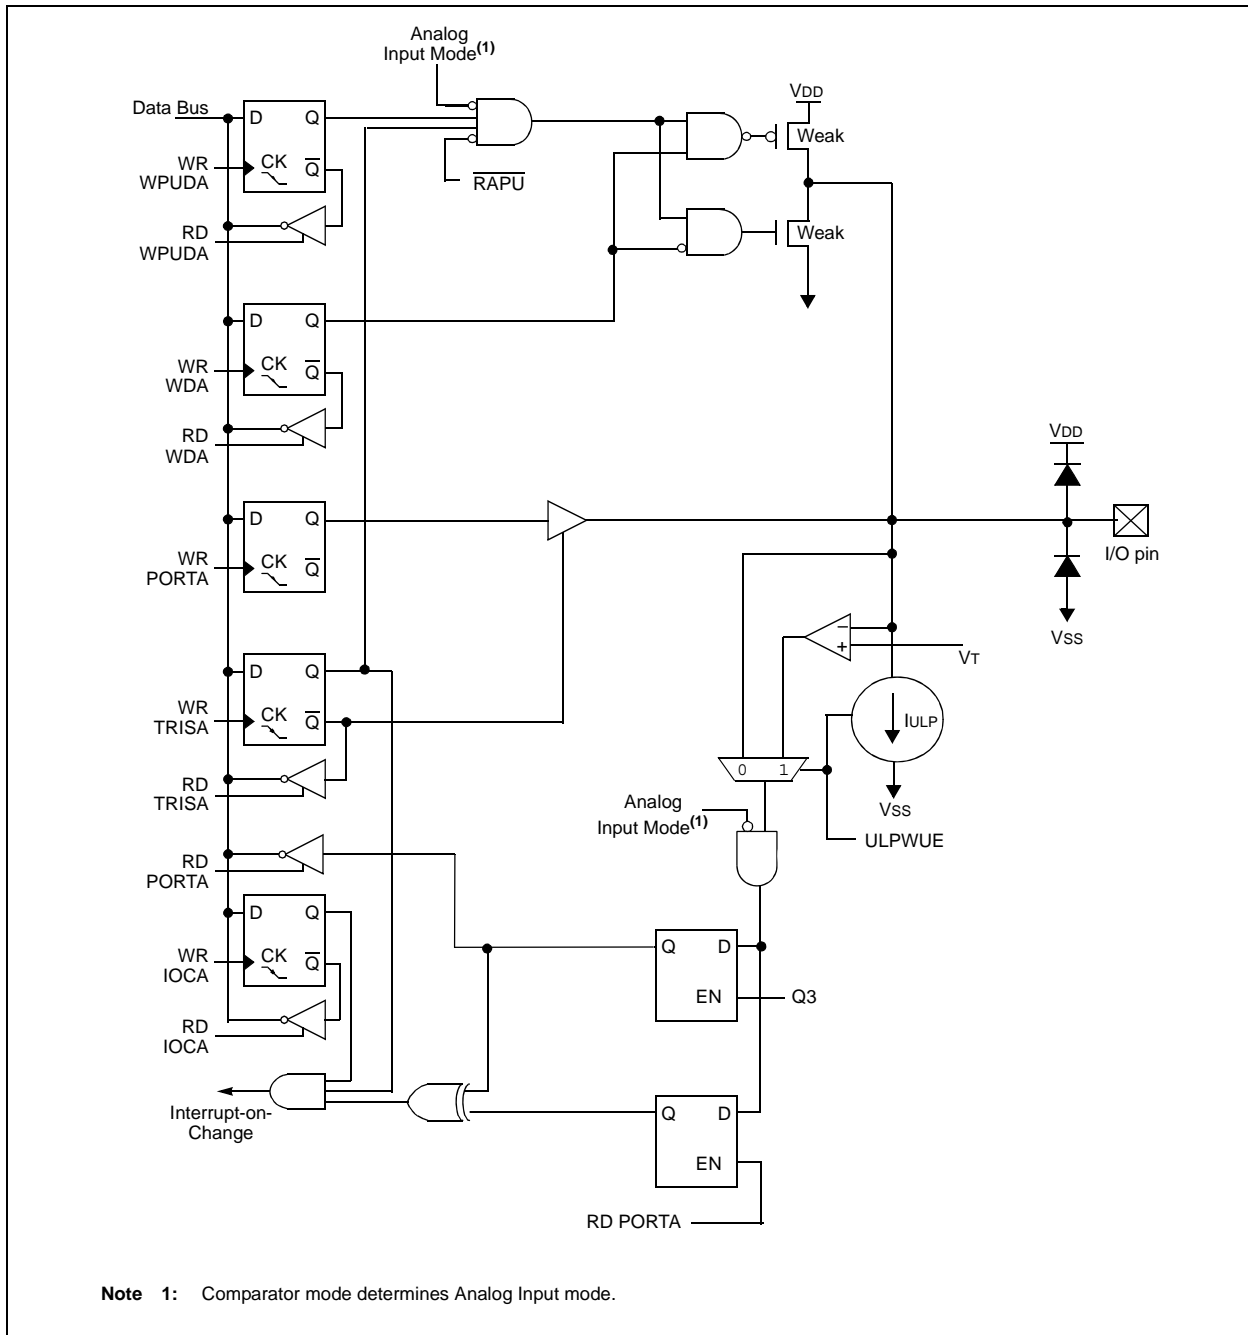 Analog
Input Mode(1)
Data Bus
D Q
CK Q
WR
WPUDA
RD
WPUDA
RAPU
VDD
Weak
Weak
D Q
CK Q
WR
WDA
RD
WDA
VDD
D Q
CK Q
WR
PORTA
I/O pin
VSS
D Q
CK Q
WR
TRISA
RD
TRISA
−
+
VT
IULP
0 1
VSS
Analog
Input Mode(1)
ULPWUE
RD
PORTA
D Q
CK Q
WR
IOCA
RD
IOCA
Q D
EN
Q3
Interrupt-on-
Change
Q D
EN
RD PORTA
Note 1: Comparator mode determines Analog Input mode.